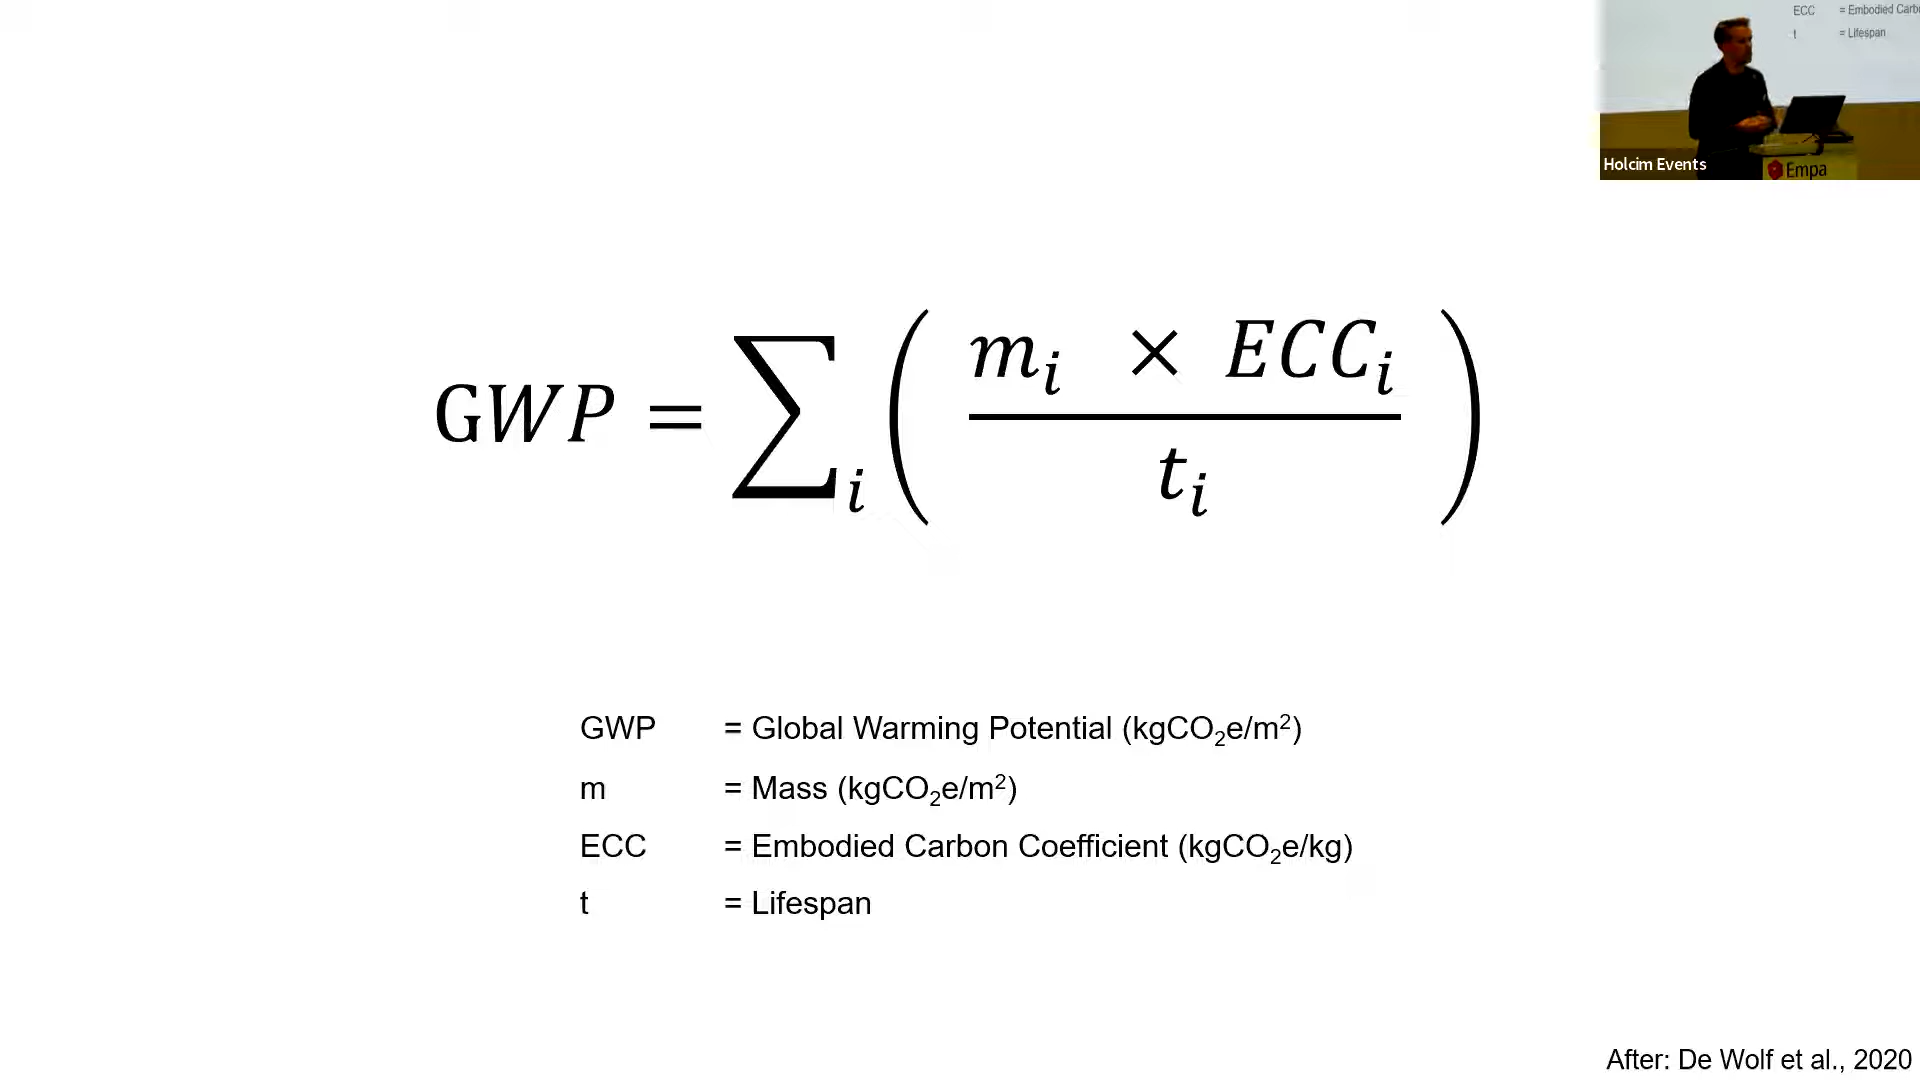 ECC = Embodied Carb
t = Lifespan
Holcim Events
Empa
GWP = ∑i ( mi × ECCi / ti )
GWP = Global Warming Potential (kgCO₂e/m²)
m = Mass (kgCO₂e/m²)
ECC = Embodied Carbon Coefficient (kgCO₂e/kg)
t = Lifespan
After: De Wolf et al., 2020